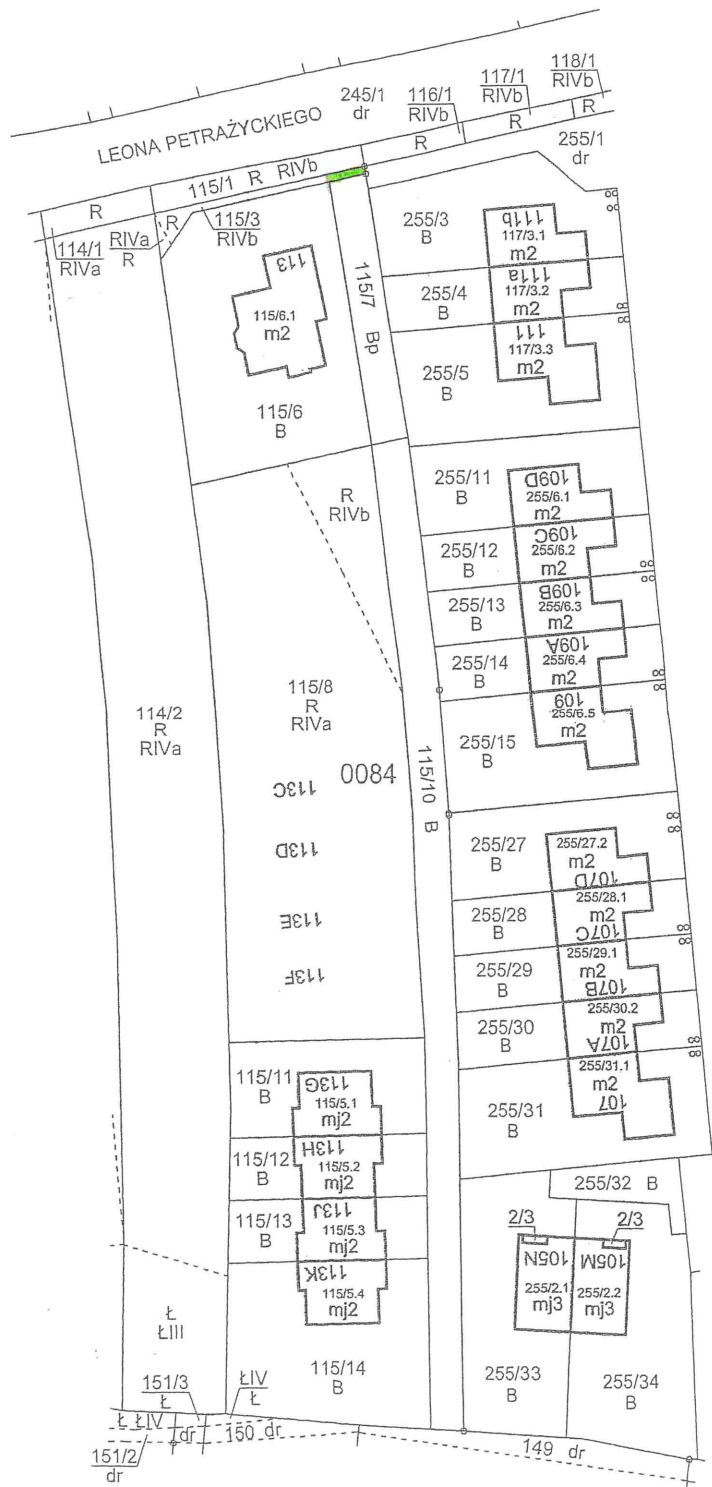 118/1
RIVb
117/1
RIVb
116/1
RIVb
245/1
dr
LEONA PETRAŻYCKIEGO
R
R
R
255/1
dr
115/1 R RIVb
R
R
RIVa
R
115/3
RIVb
114/1
RIVa
255/3
B
111b
117/3.1
m2
113
115/6.1
m2
115/7 Bp
255/4
B
111a
117/3.2
m2
111
117/3.3
m2
255/5
B
115/6
B
R
RIVb
255/11
B
109D
255/6.1
m2
255/12
B
109C
255/6.2
m2
255/13
B
109B
255/6.3
m2
255/14
B
109A
255/6.4
m2
115/8
R
RIVa
109
255/6.5
m2
114/2
R
RIVa
255/15
B
0084
115/10 B
113C
113D
113E
113F
255/27
B
255/27.2
m2
107D
255/28
B
255/28.1
m2
107C
255/29
B
255/29.1
m2
107B
255/30
B
255/30.2
m2
107A
255/31
B
255/31.1
m2
107
115/11
B
113G
115/5.1
mj2
115/12
B
113H
115/5.2
mj2
115/13
B
113J
115/5.3
mj2
113K
115/5.4
mj2
255/32 B
2/3
2/3
105N
255/2.1
mj3
105M
255/2.2
mj3
Ł
ŁIII
115/14
B
255/33
B
255/34
B
151/3
Ł
ŁIV
Ł
Ł ŁIV
dr
150 dr
149 dr
151/2
dr